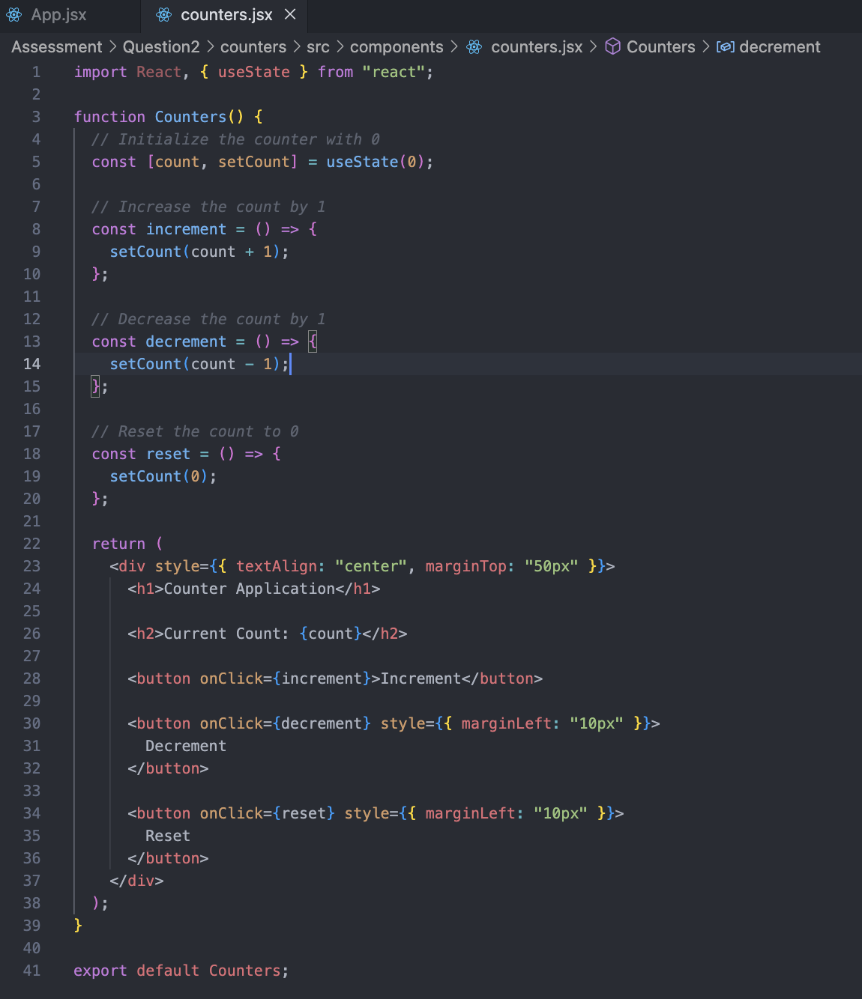 App.jsx counters.jsx ×
Assessment > Question2 > counters > src > components > counters.jsx > Counters > decrement
1 import React, { useState } from "react";
2
3 function Counters() {
4   // Initialize the counter with 0
5   const [count, setCount] = useState(0);
6
7   // Increase the count by 1
8   const increment = () => {
9     setCount(count + 1);
10   };
11
12   // Decrease the count by 1
13   const decrement = () => {
14     setCount(count - 1);
15   };
16
17   // Reset the count to 0
18   const reset = () => {
19     setCount(0);
20   };
21
22   return (
23     <div style={{ textAlign: "center", marginTop: "50px" }}>
24       <h1>Counter Application</h1>
25
26       <h2>Current Count: {count}</h2>
27
28       <button onClick={increment}>Increment</button>
29
30       <button onClick={decrement} style={{ marginLeft: "10px" }}>
31         Decrement
32       </button>
33
34       <button onClick={reset} style={{ marginLeft: "10px" }}>
35         Reset
36       </button>
37     </div>
38   );
39 }
40
41 export default Counters;